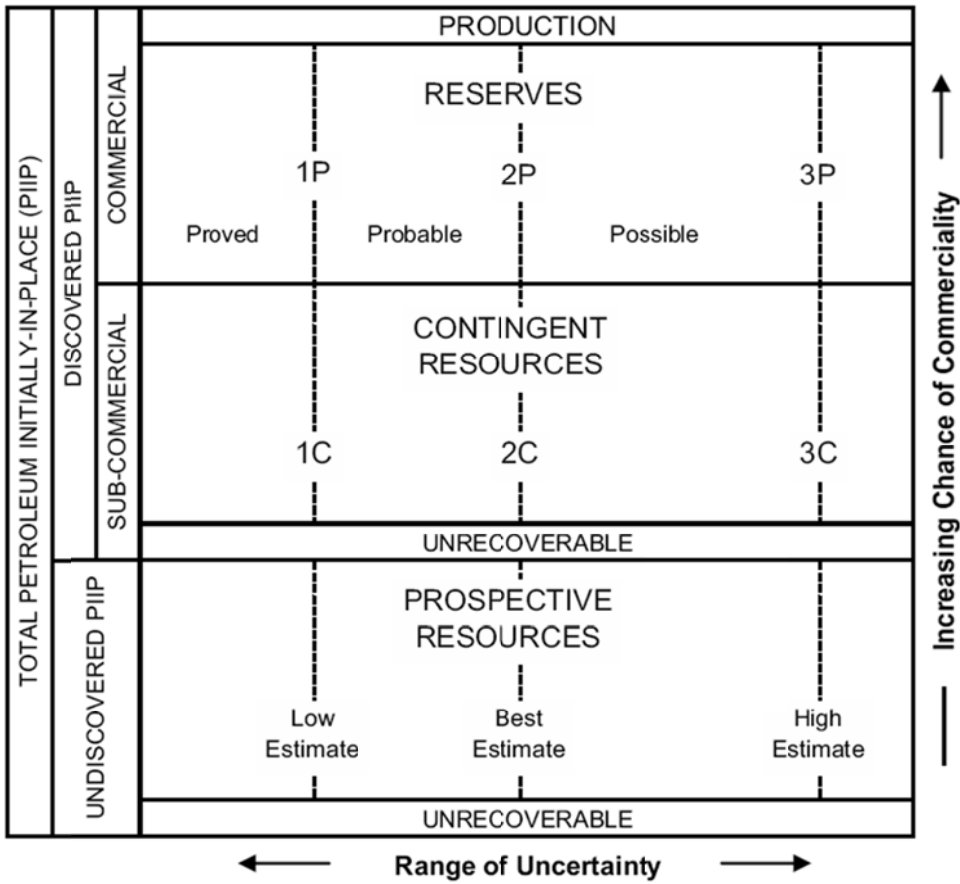 TOTAL PETROLEUM INITIALLY-IN-PLACE (PIIP)
DISCOVERED PIIP
UNDISCOVERED PIIP
COMMERCIAL
SUB-COMMERCIAL
PRODUCTION
RESERVES
1P 2P 3P
Proved Probable Possible
CONTINGENT
RESOURCES
1C 2C 3C
UNRECOVERABLE
PROSPECTIVE
RESOURCES
Low Best High
Estimate Estimate Estimate
UNRECOVERABLE
Increasing Chance of Commerciality
Range of Uncertainty